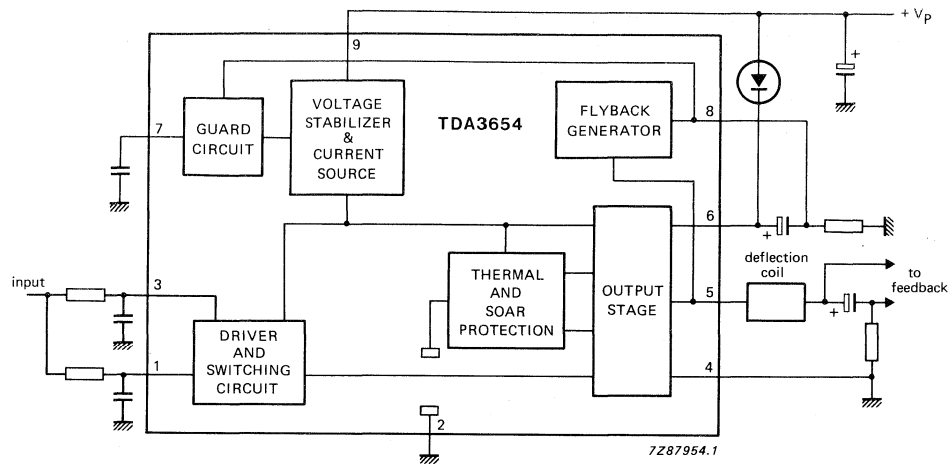 + VP
9
VOLTAGE
STABILIZER
&
CURRENT
SOURCE
TDA3654
FLYBACK
GENERATOR
8
+
7
GUARD
CIRCUIT
6
+
deflection
coil
to
feedback
input
3
THERMAL
AND
SOAR
PROTECTION
OUTPUT
STAGE
5
+
DRIVER
AND
SWITCHING
CIRCUIT
1
4
2
7Z87954.1